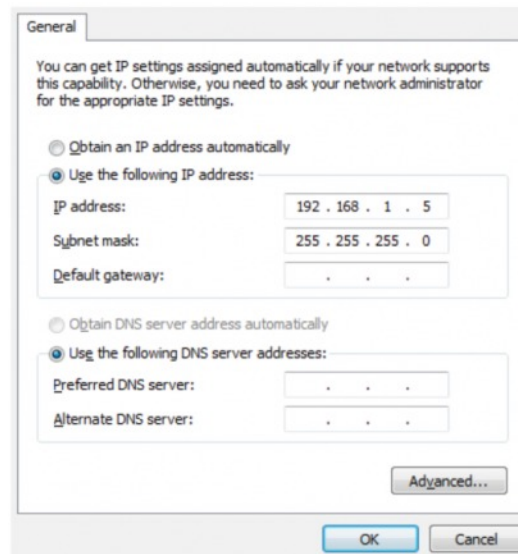 General
You can get IP settings assigned automatically if your network supports
this capability. Otherwise, you need to ask your network administrator
for the appropriate IP settings.
Obtain an IP address automatically
Use the following IP address:
IP address: 192 . 168 . 1 . 5
Subnet mask: 255 . 255 . 255 . 0
Default gateway: . . .
Obtain DNS server address automatically
Use the following DNS server addresses:
Preferred DNS server: . . .
Alternate DNS server: . . .
Advanced...
OK Cancel